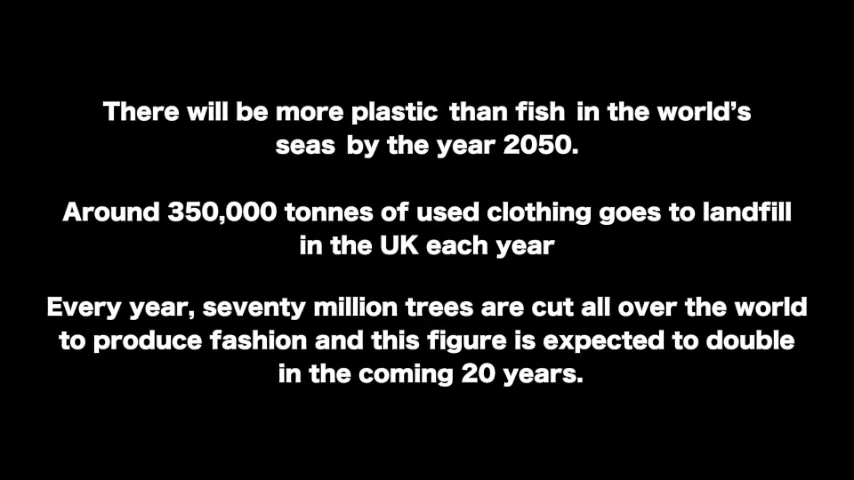 There will be more plastic than fish in the world’s
seas by the year 2050.
Around 350,000 tonnes of used clothing goes to landfill
in the UK each year
Every year, seventy million trees are cut all over the world
to produce fashion and this figure is expected to double
in the coming 20 years.